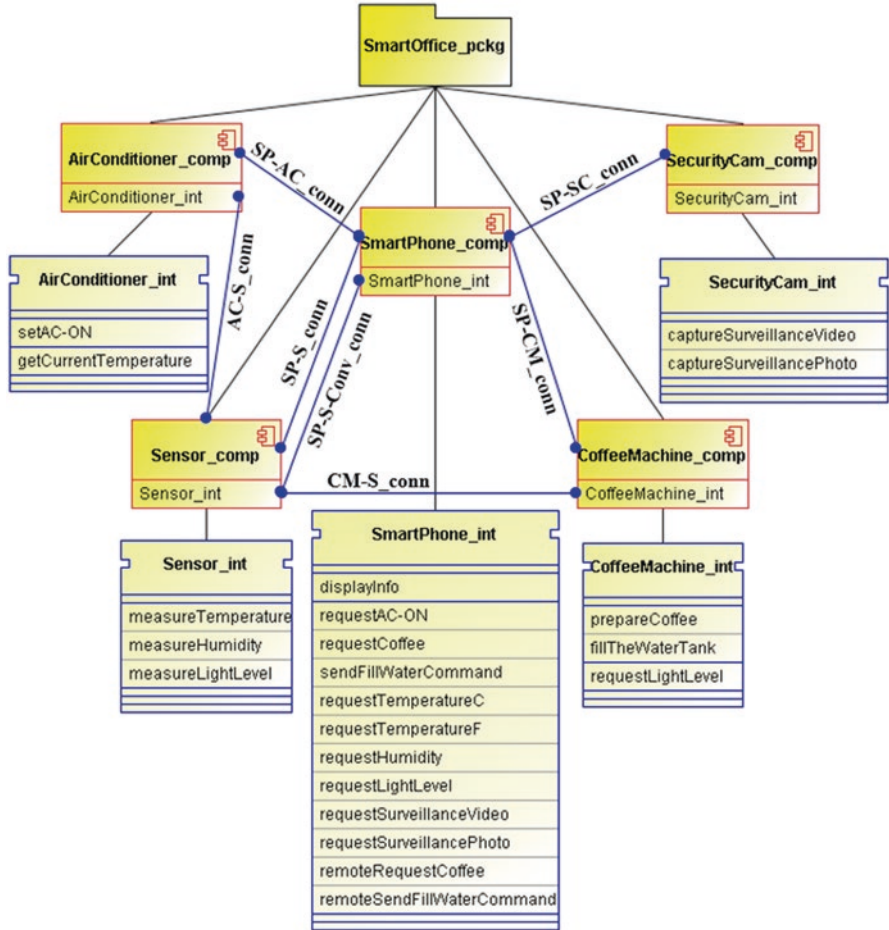 SmartOffice_pckg
AirConditioner_comp
AirConditioner_int
SP-AC_conn
SP-SC_conn
SecurityCam_comp
SecurityCam_int
SmartPhone_comp
SmartPhone_int
AirConditioner_int
setAC-ON
getCurrentTemperature
AC-S_conn
SP-S_conn
SP-S-Conv_conn
SP-CM_conn
SecurityCam_int
captureSurveillanceVideo
captureSurveillancePhoto
Sensor_comp
Sensor_int
CM-S_conn
CoffeeMachine_comp
CoffeeMachine_int
Sensor_int
measureTemperature
measureHumidity
measureLightLevel
SmartPhone_int
displayInfo
requestAC-ON
requestCoffee
sendFillWaterCommand
requestTemperatureC
requestTemperatureF
requestHumidity
requestLightLevel
requestSurveillanceVideo
requestSurveillancePhoto
remoteRequestCoffee
remoteSendFillWaterCommand
CoffeeMachine_int
prepareCoffee
fillTheWaterTank
requestLightLevel